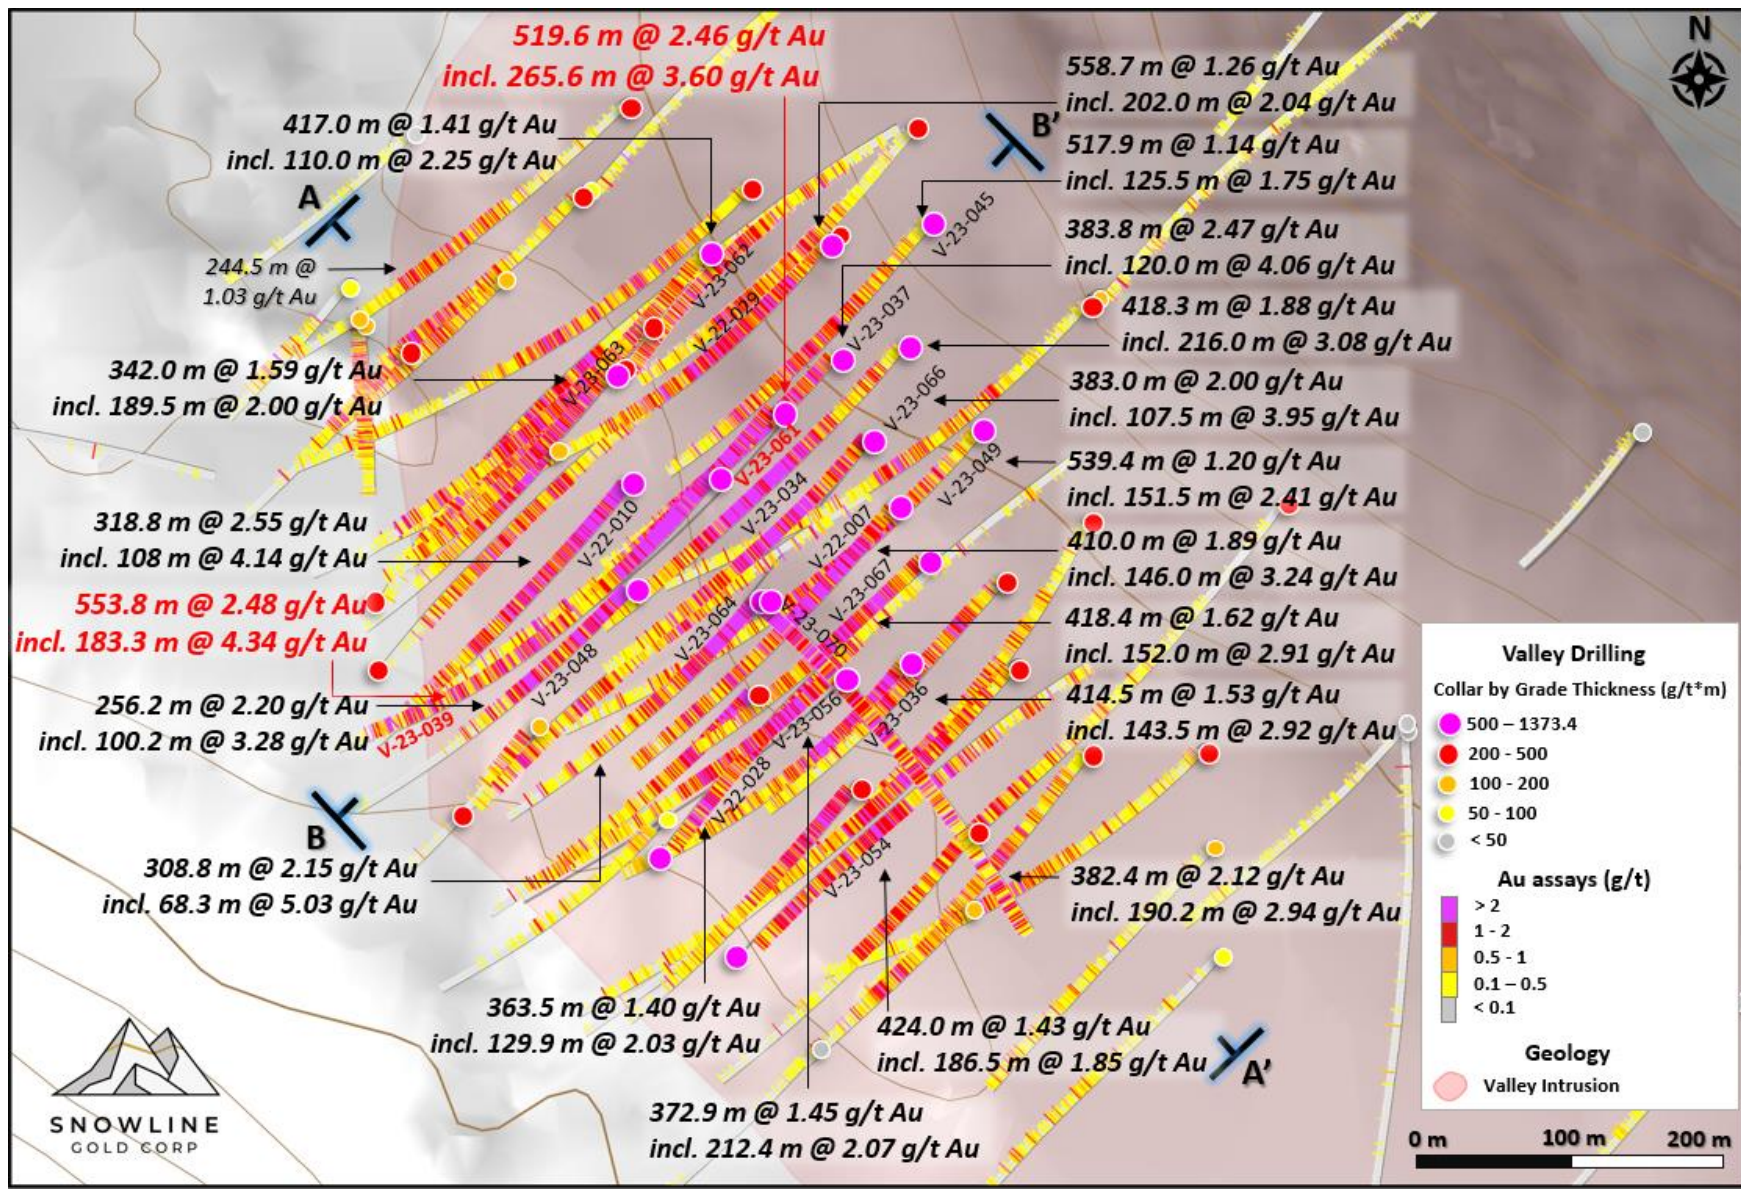 519.6 m @ 2.46 g/t Au
incl. 265.6 m @ 3.60 g/t Au
N
417.0 m @ 1.41 g/t Au
incl. 110.0 m @ 2.25 g/t Au
558.7 m @ 1.26 g/t Au
incl. 202.0 m @ 2.04 g/t Au
B'
517.9 m @ 1.14 g/t Au
incl. 125.5 m @ 1.75 g/t Au
A
244.5 m @
1.03 g/t Au
V-23-045
383.8 m @ 2.47 g/t Au
incl. 120.0 m @ 4.06 g/t Au
V-23-062
V-22-029
V-23-037
418.3 m @ 1.88 g/t Au
incl. 216.0 m @ 3.08 g/t Au
342.0 m @ 1.59 g/t Au
incl. 189.5 m @ 2.00 g/t Au
V-23-063
V-23-066
383.0 m @ 2.00 g/t Au
incl. 107.5 m @ 3.95 g/t Au
V-23-061
V-23-049
539.4 m @ 1.20 g/t Au
incl. 151.5 m @ 2.41 g/t Au
318.8 m @ 2.55 g/t Au
incl. 108 m @ 4.14 g/t Au
V-22-010
V-23-034
V-22-007
410.0 m @ 1.89 g/t Au
incl. 146.0 m @ 3.24 g/t Au
553.8 m @ 2.48 g/t Au
incl. 183.3 m @ 4.34 g/t Au
V-23-064
V-23-067
V-23-070
418.4 m @ 1.62 g/t Au
incl. 152.0 m @ 2.91 g/t Au
256.2 m @ 2.20 g/t Au
incl. 100.2 m @ 3.28 g/t Au
V-23-039
V-23-048
V-23-056
V-23-036
414.5 m @ 1.53 g/t Au
incl. 143.5 m @ 2.92 g/t Au
B
V-22-028
308.8 m @ 2.15 g/t Au
incl. 68.3 m @ 5.03 g/t Au
V-23-054
382.4 m @ 2.12 g/t Au
incl. 190.2 m @ 2.94 g/t Au
363.5 m @ 1.40 g/t Au
incl. 129.9 m @ 2.03 g/t Au
424.0 m @ 1.43 g/t Au
incl. 186.5 m @ 1.85 g/t Au
A'
372.9 m @ 1.45 g/t Au
incl. 212.4 m @ 2.07 g/t Au
SNOWLINE
GOLD CORP
Valley Drilling
Collar by Grade Thickness (g/t*m)
500 – 1373.4
200 - 500
100 - 200
50 - 100
< 50
Au assays (g/t)
> 2
1 - 2
0.5 - 1
0.1 – 0.5
< 0.1
Geology
Valley Intrusion
0 m 100 m 200 m